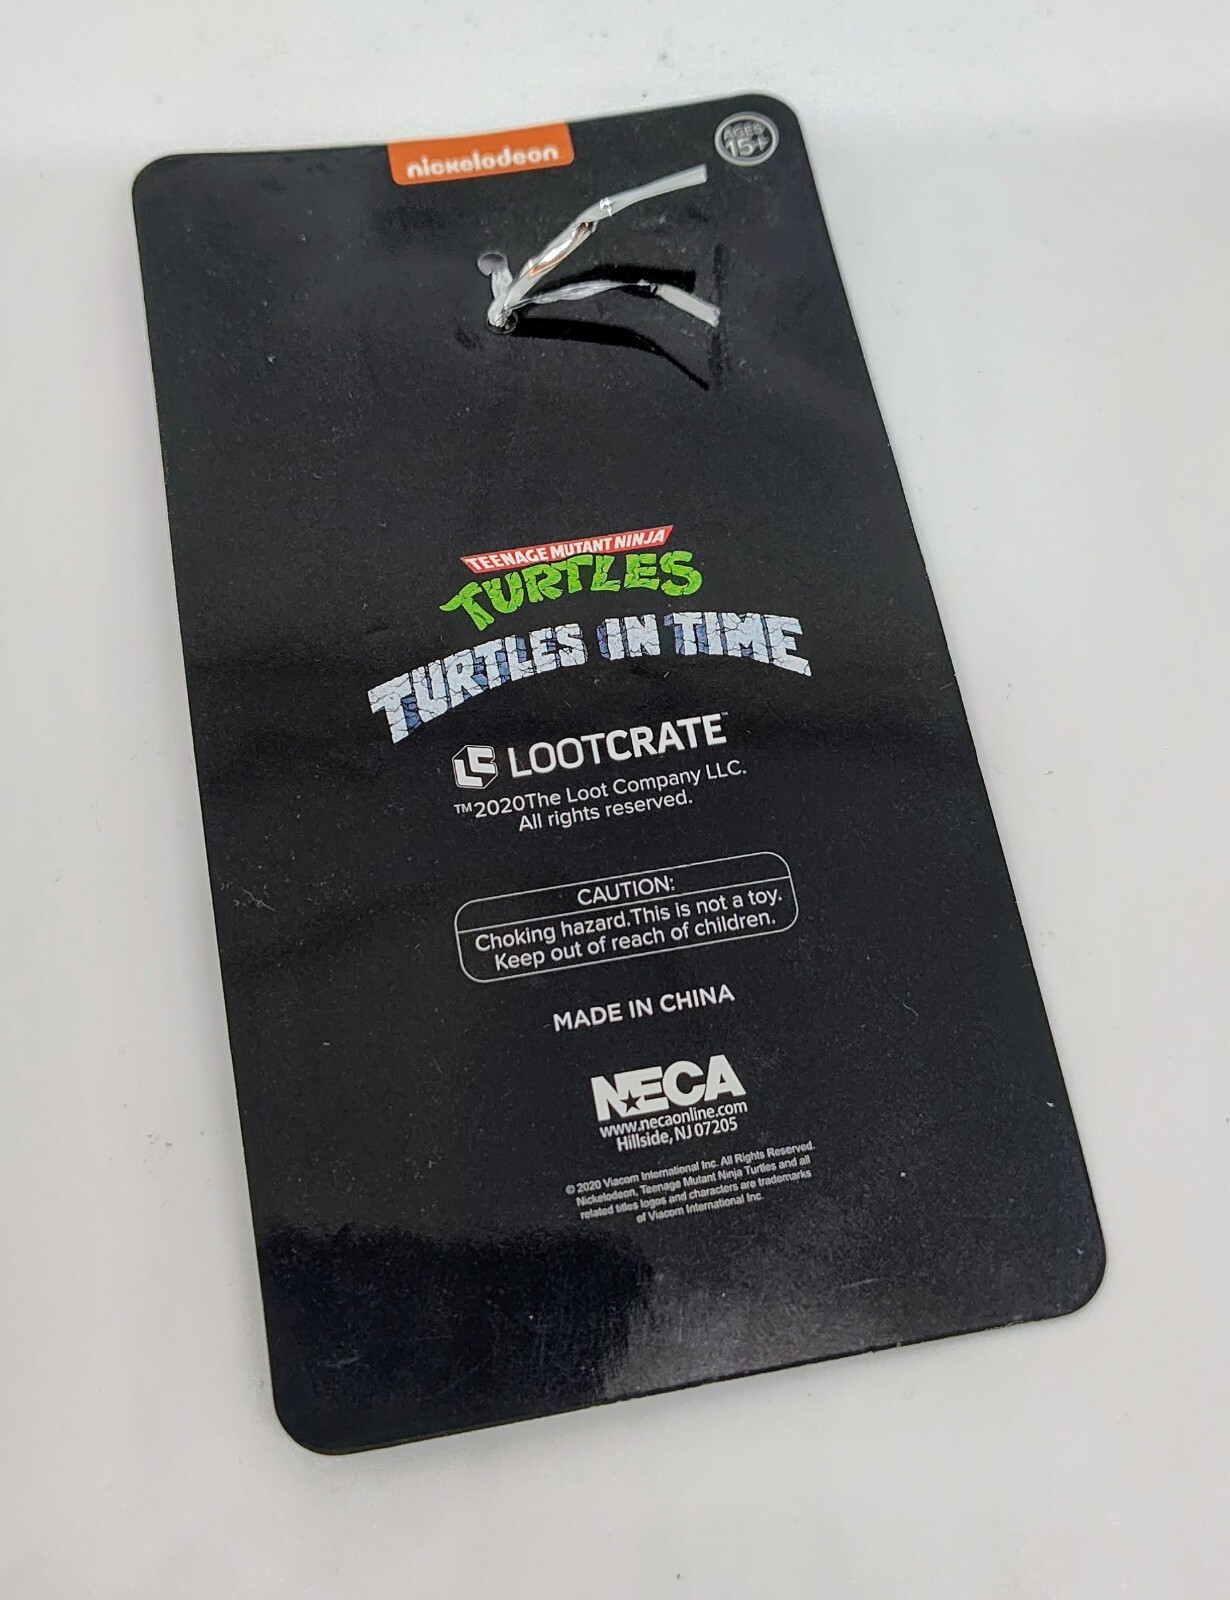 nickelodeon
AGES
15+
TEENAGE MUTANT NINJA
TURTLES
TURTLES IN TIME
LC LOOTCRATE™
™2020The Loot Company LLC.
All rights reserved.
CAUTION:
Choking hazard.This is not a toy.
Keep out of reach of children.
MADE IN CHINA
NECA
www.necaonline.com
Hillside, NJ 07205
© 2020 Viacom International Inc. All Rights Reserved.
Nickelodeon, Teenage Mutant Ninja Turtles and all
related titles logos and characters are trademarks
of Viacom International Inc.